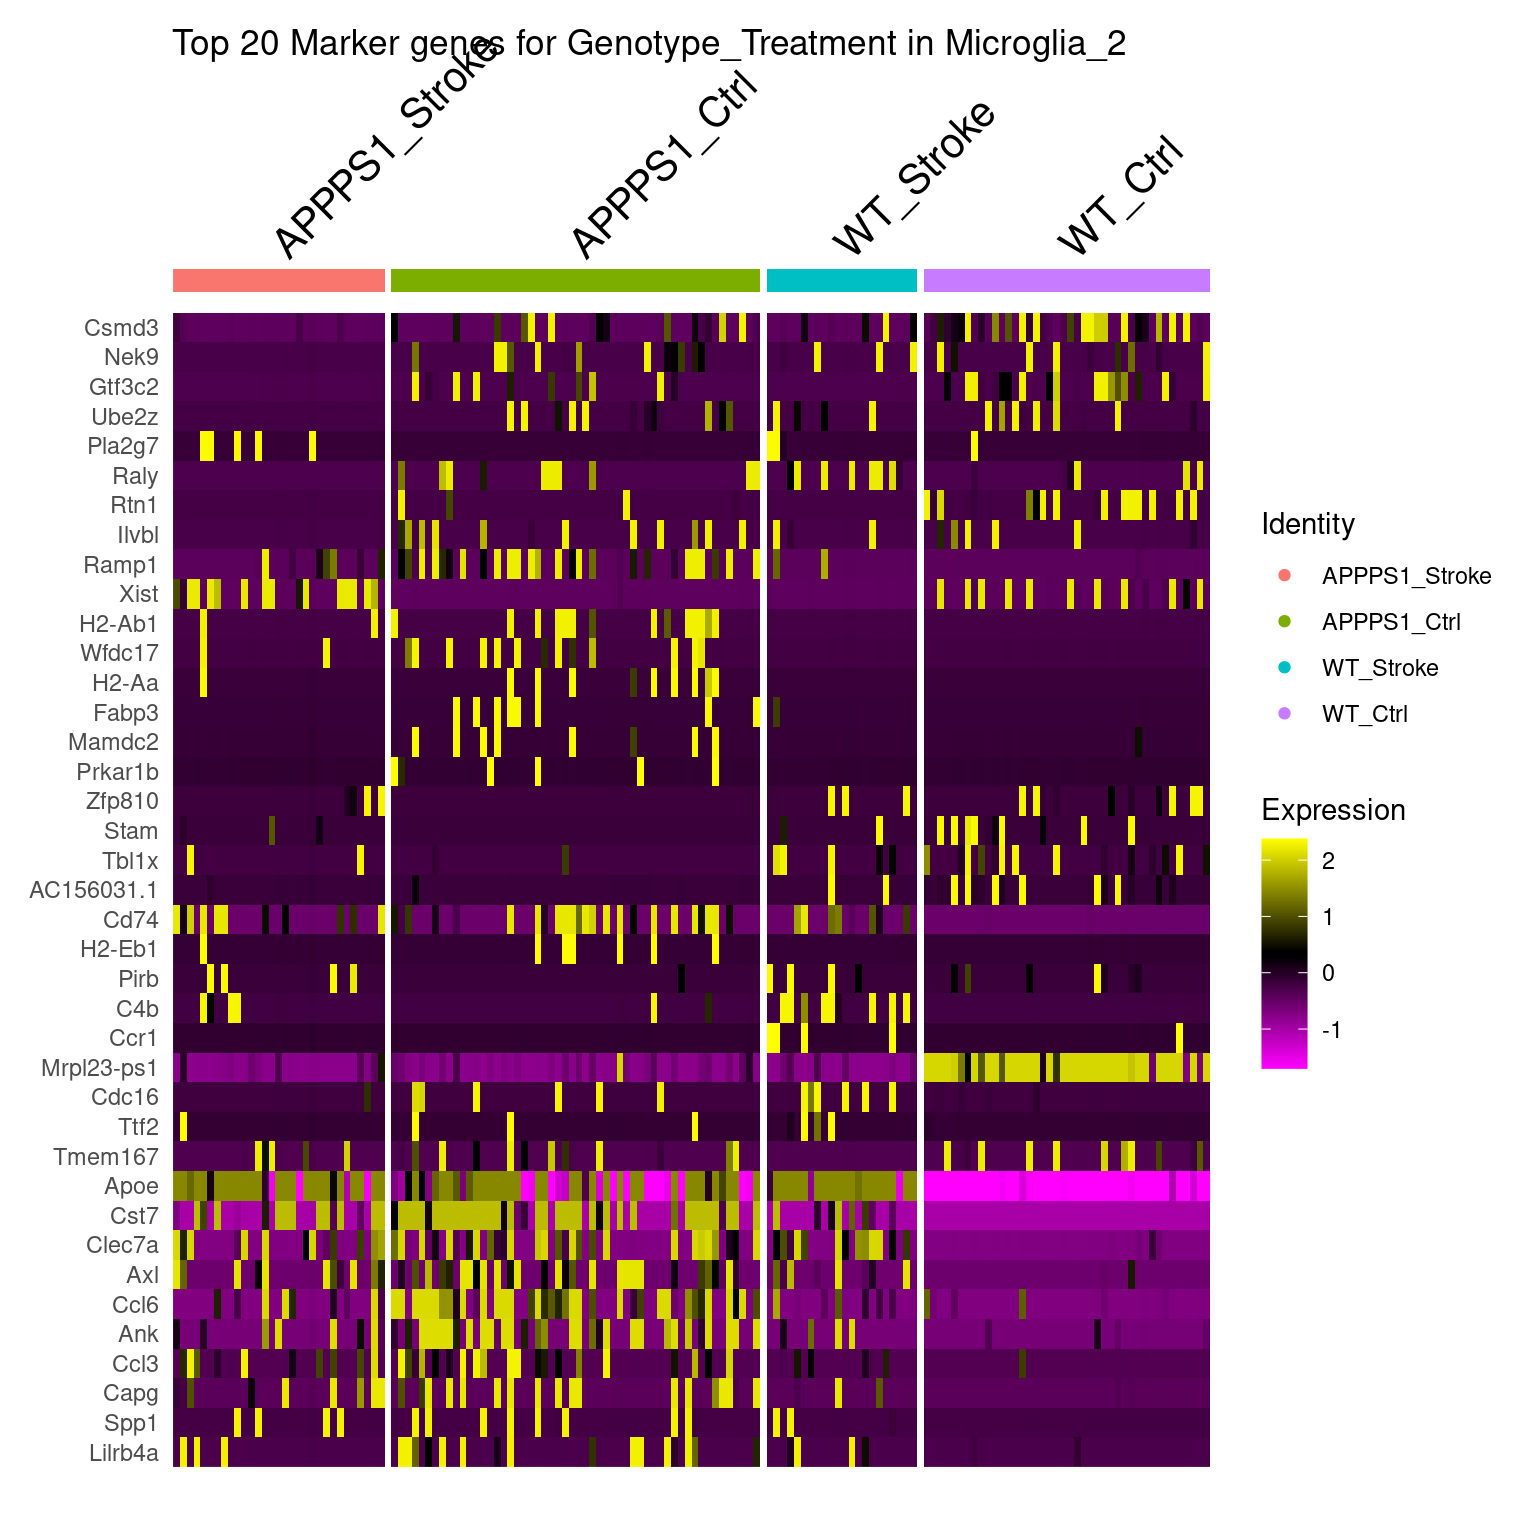 Top 20 Marker genes for Genotype_Treatment in Microglia_2
APPPS1_Stroke
APPPS1_Ctrl
WT_Stroke
WT_Ctrl
Csmd3
Nek9
Gtf3c2
Ube2z
Pla2g7
Raly
Rtn1
Ilvbl
Ramp1
Xist
H2-Ab1
Wfdc17
H2-Aa
Fabp3
Mamdc2
Prkar1b
Zfp810
Stam
Tbl1x
AC156031.1
Cd74
H2-Eb1
Pirb
C4b
Ccr1
Mrpl23-ps1
Cdc16
Ttf2
Tmem167
Apoe
Cst7
Clec7a
Axl
Ccl6
Ank
Ccl3
Capg
Spp1
Lilrb4a
Identity
APPPS1_Stroke
APPPS1_Ctrl
WT_Stroke
WT_Ctrl
Expression
2
1
0
-1